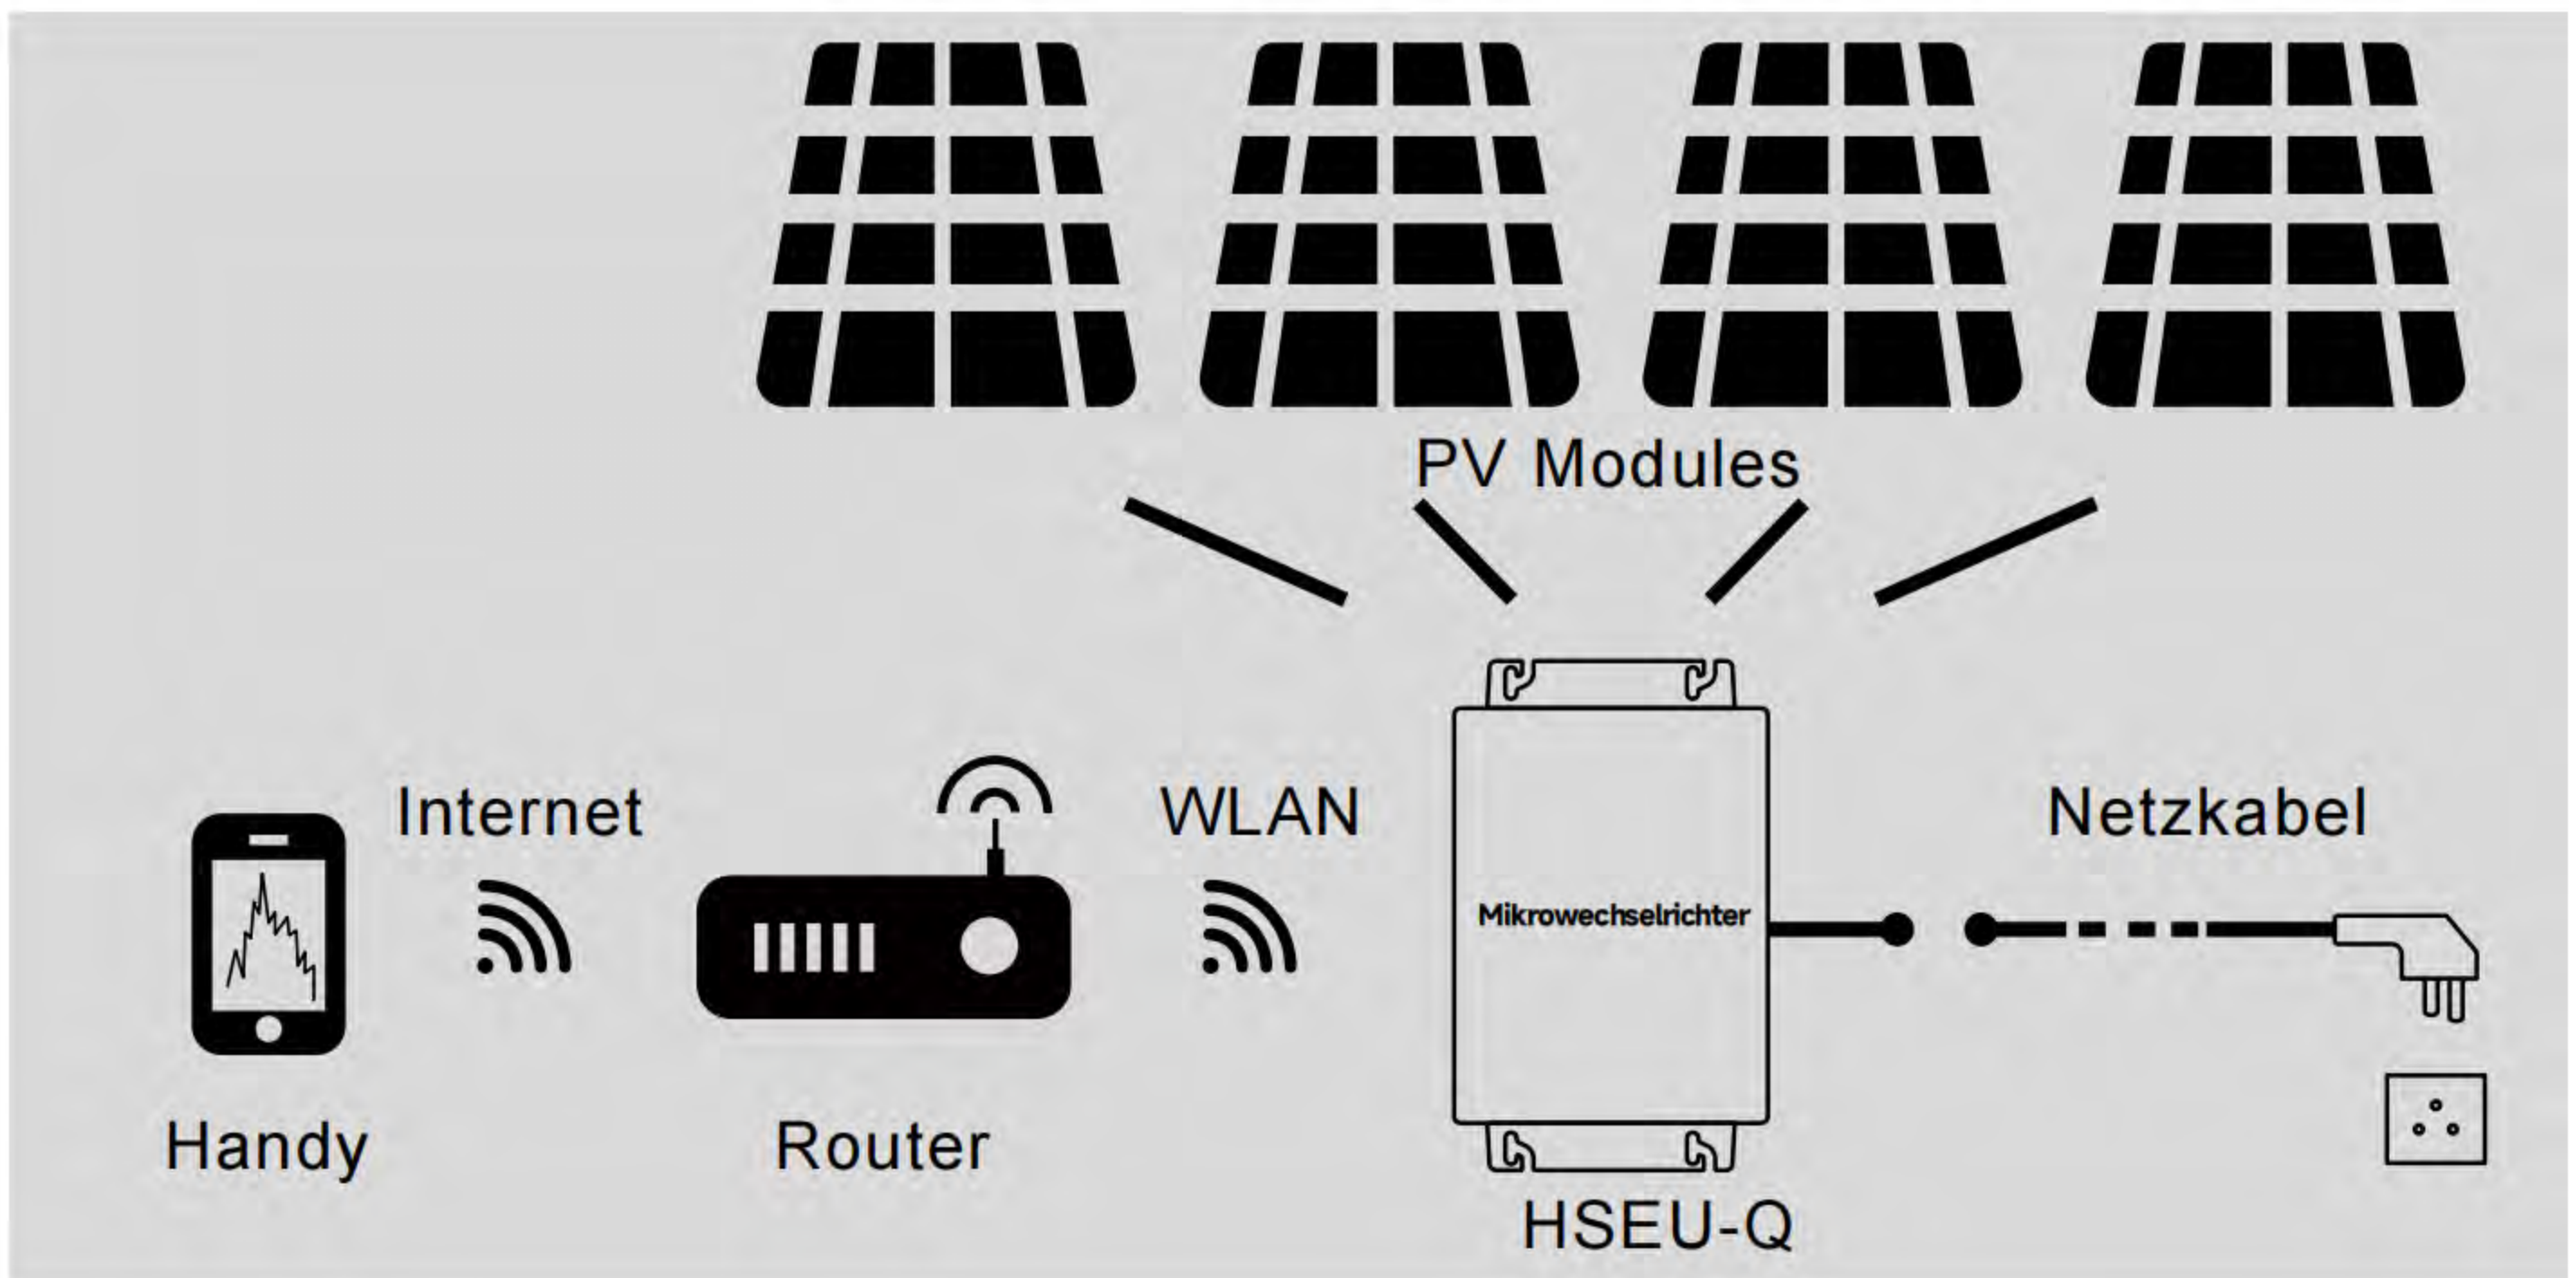 PV Modules
Internet
WLAN
Netzkabel
Mikrowechselrichter
Handy
Router
HSEU-Q